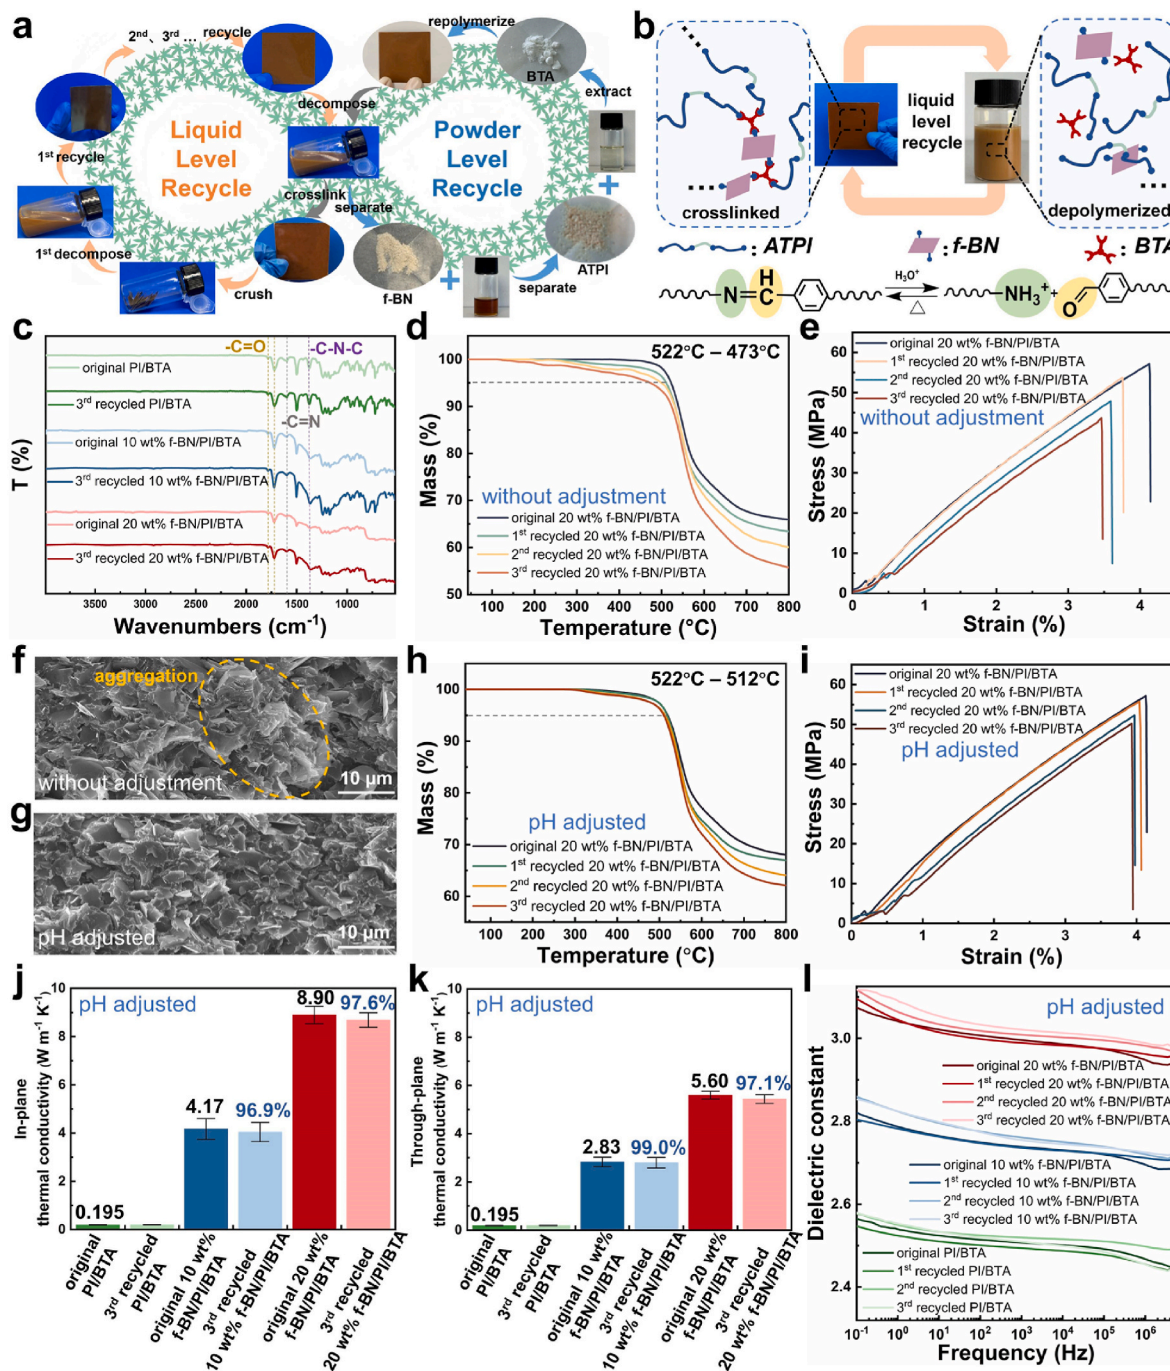 a
2nd、3rd ...
recycle
repolymerize
BTA
extract
decompose
Liquid
Level
Recycle
Powder
Level
Recycle
1st recycle
crosslink
separate
1st decompose
crush
f-BN
separate
ATPI
b
crosslinked
liquid
level
recycle
depolymerized
: ATPI
: f-BN
: BTA
N=C
H
H3O+
△
NH3+
+
O
c
-C=O
-C-N-C
-C=N
original PI/BTA
3rd recycled PI/BTA
original 10 wt% f-BN/PI/BTA
3rd recycled 10 wt% f-BN/PI/BTA
original 20 wt% f-BN/PI/BTA
3rd recycled 20 wt% f-BN/PI/BTA
T (%)
3500 2500 1500 1000
Wavenumbers (cm-1)
d
522°C – 473°C
without adjustment
original 20 wt% f-BN/PI/BTA
1st recycled 20 wt% f-BN/PI/BTA
2nd recycled 20 wt% f-BN/PI/BTA
3rd recycled 20 wt% f-BN/PI/BTA
Mass (%)
100
90
80
70
60
50
100 200 300 400 500 600 700 800
Temperature (°C)
e
original 20 wt% f-BN/PI/BTA
1st recycled 20 wt% f-BN/PI/BTA
2nd recycled 20 wt% f-BN/PI/BTA
3rd recycled 20 wt% f-BN/PI/BTA
without adjustment
Stress (MPa)
60
50
40
30
20
10
0
0 1 2 3 4
Strain (%)
f
aggregation
without adjustment
10 μm
g
pH adjusted
10 μm
h
522°C – 512°C
pH adjusted
original 20 wt% f-BN/PI/BTA
1st recycled 20 wt% f-BN/PI/BTA
2nd recycled 20 wt% f-BN/PI/BTA
3rd recycled 20 wt% f-BN/PI/BTA
Mass (%)
100
90
80
70
60
100 200 300 400 500 600 700 800
Temperature (°C)
i
original 20 wt% f-BN/PI/BTA
1st recycled 20 wt% f-BN/PI/BTA
2nd recycled 20 wt% f-BN/PI/BTA
3rd recycled 20 wt% f-BN/PI/BTA
pH adjusted
Stress (MPa)
60
50
40
30
20
10
0
0 1 2 3 4
Strain (%)
j
pH adjusted
In-plane
thermal conductivity (W m-1 K-1)
10
8
6
4
2
0
0.195
4.17
96.9%
8.90
97.6%
original
PI/BTA
3rd recycled
PI/BTA
original 10 wt%
f-BN/PI/BTA
3rd recycled
10 wt% f-BN/PI/BTA
original 20 wt%
f-BN/PI/BTA
3rd recycled
20 wt% f-BN/PI/BTA
k
pH adjusted
Through-plane
thermal conductivity (W m-1 K-1)
10
8
6
4
2
0
0.195
2.83
99.0%
5.60
97.1%
original
PI/BTA
3rd recycled
PI/BTA
original 10 wt%
f-BN/PI/BTA
3rd recycled
10 wt% f-BN/PI/BTA
original 20 wt%
f-BN/PI/BTA
3rd recycled
20 wt% f-BN/PI/BTA
l
pH adjusted
Dielectric constant
3.0
2.8
2.6
2.4
original 20 wt% f-BN/PI/BTA
1st recycled 20 wt% f-BN/PI/BTA
2nd recycled 20 wt% f-BN/PI/BTA
3rd recycled 20 wt% f-BN/PI/BTA
original 10 wt% f-BN/PI/BTA
1st recycled 10 wt% f-BN/PI/BTA
2nd recycled 10 wt% f-BN/PI/BTA
3rd recycled 10 wt% f-BN/PI/BTA
original PI/BTA
1st recycled PI/BTA
2nd recycled PI/BTA
3rd recycled PI/BTA
10-1 100 101 102 103 104 105 106
Frequency (Hz)